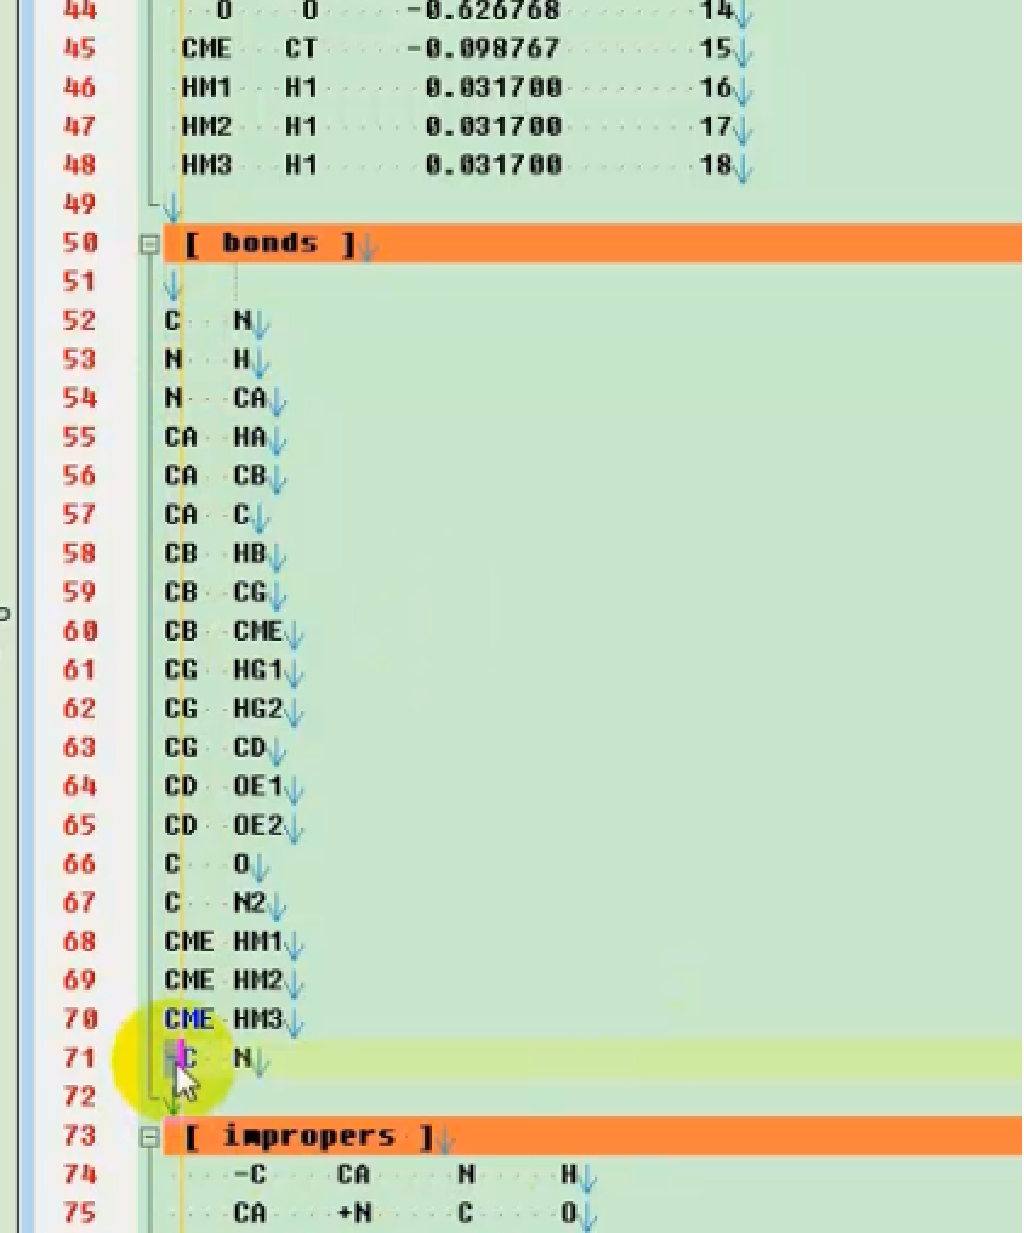 44 O O -0.626768 14
45 CME CT -0.098767 15
46 HM1 H1 0.031700 16
47 HM2 H1 0.031700 17
48 HM3 H1 0.031700 18
49
50 [ bonds ]
51
52 C N
53 N H
54 N CA
55 CA HA
56 CA CB
57 CA C
58 CB HB
59 CB CG
60 CB CME
61 CG HG1
62 CG HG2
63 CG CD
64 CD OE1
65 CD OE2
66 C O
67 C N2
68 CME HM1
69 CME HM2
70 CME HM3
71 -C N
72
73 [ impropers ]
74 -C CA N H
75 CA +N C O